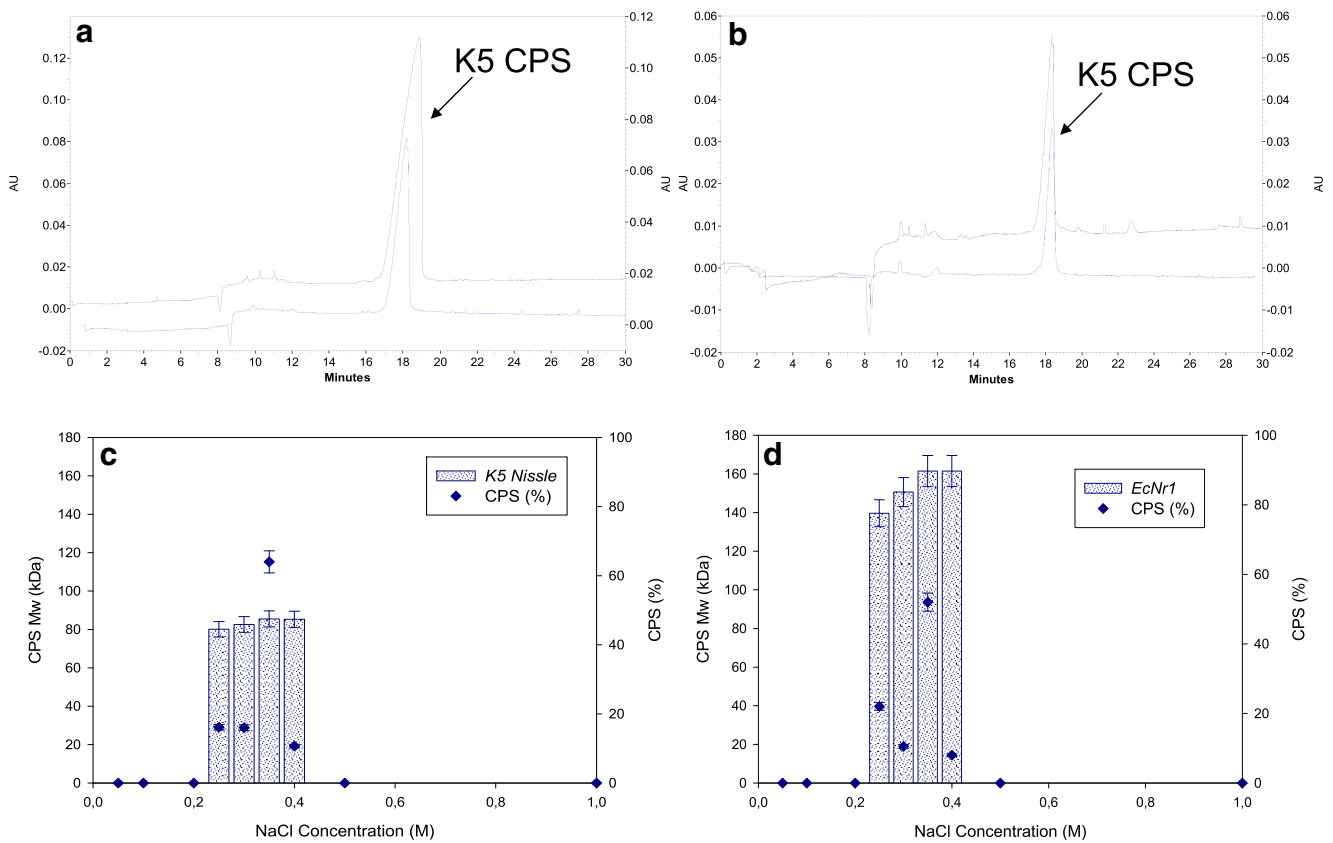 a
K5 CPS
0.12
0.10
0.08
0.06
0.04
0.02
0.00
-0.02
0.12
0.10
0.08
0.06
0.04
0.02
0.00
AU
AU
0 2 4 6 8 10 12 14 16 18 20 22 24 26 28 30
Minutes
b
K5 CPS
0.06
0.05
0.04
0.03
0.02
0.01
0.00
-0.01
-0.02
0.06
0.05
0.04
0.03
0.02
0.01
0.00
-0.01
-0.02
AU
AU
0 2 4 6 8 10 12 14 16 18 20 22 24 26 28 30
Minutes
c
K5 Nissle
CPS (%)
180
160
140
120
100
80
60
40
20
0
CPS Mw (kDa)
100
80
60
40
20
0
CPS (%)
0,0 0,2 0,4 0,6 0,8 1,0
NaCl Concentration (M)
d
EcNr1
CPS (%)
180
160
140
120
100
80
60
40
20
0
CPS Mw (kDa)
100
80
60
40
20
0
CPS (%)
0,0 0,2 0,4 0,6 0,8 1,0
NaCl Concentration (M)